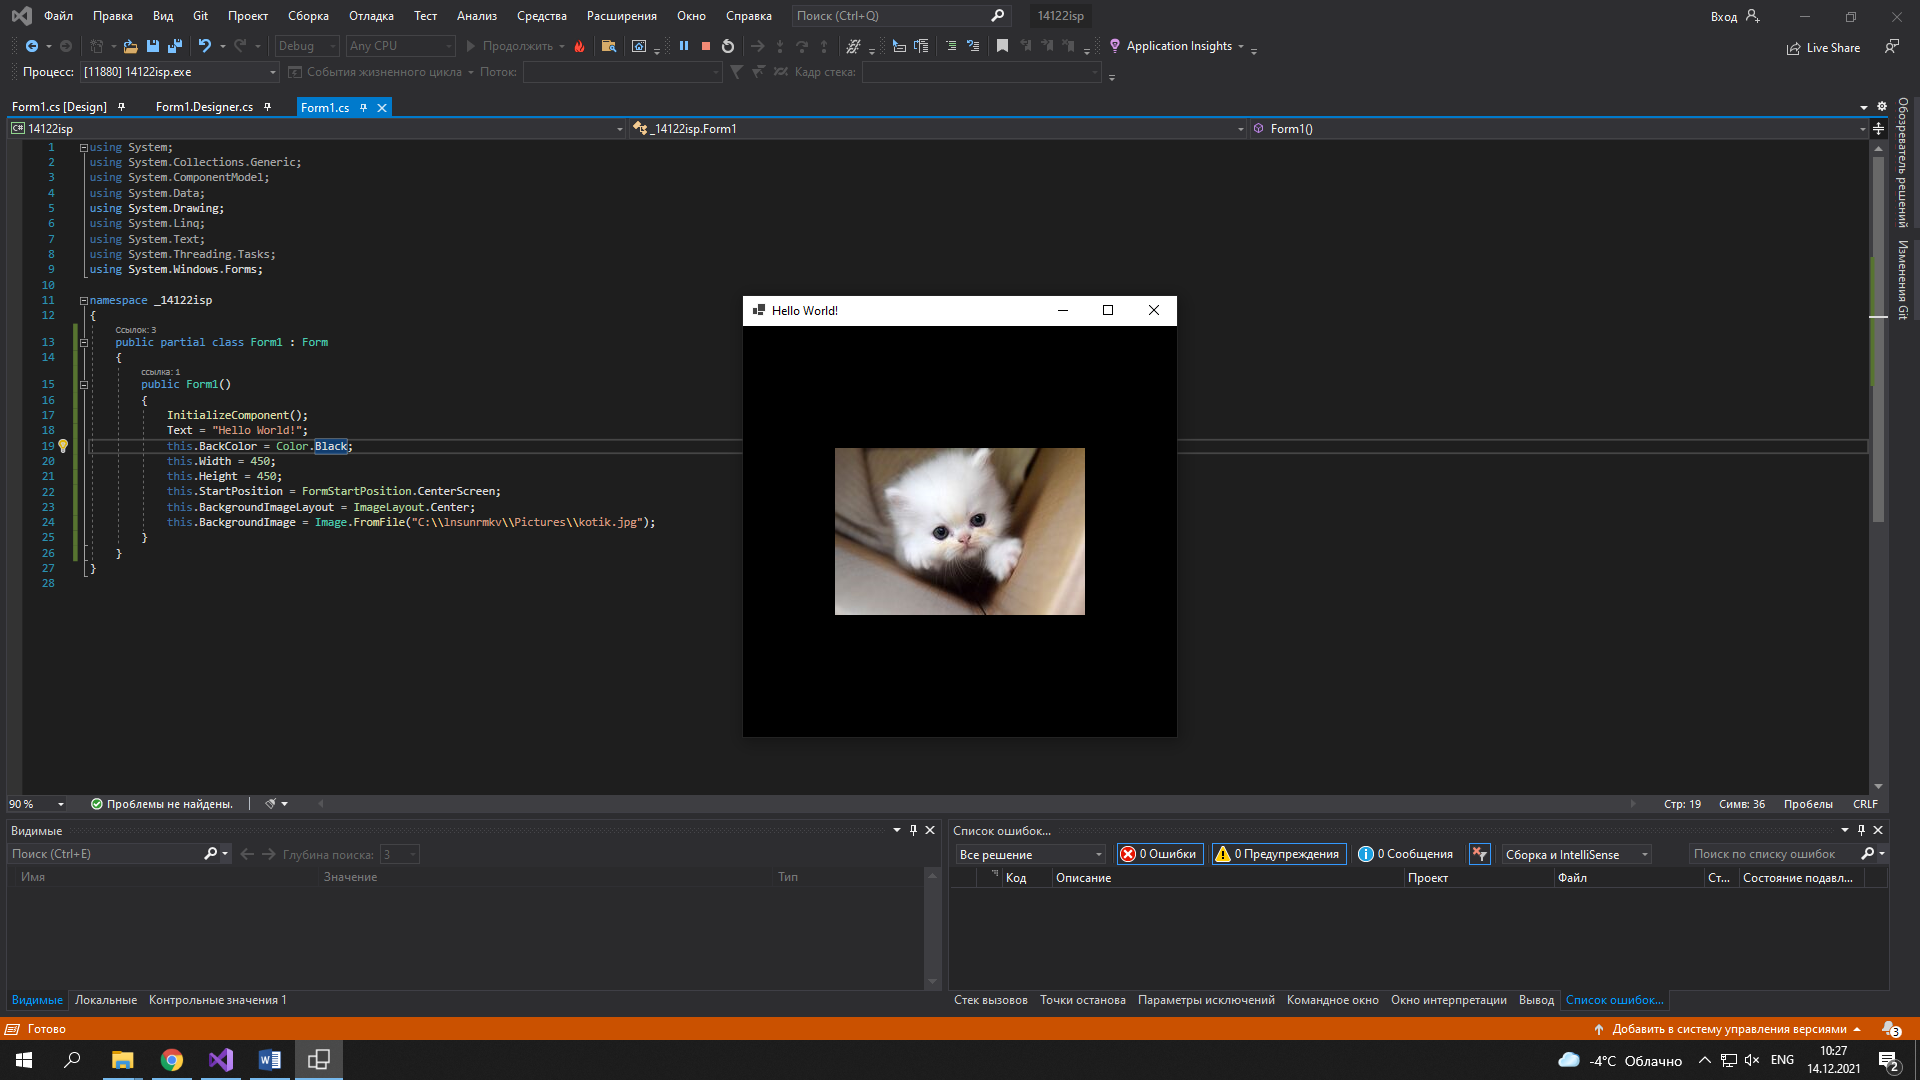 Файл Правка Вид Git Проект Сборка Отладка Тест Анализ Средства Расширения Окно Справка Поиск (Ctrl+Q) 14122isp Вход
Debug Any CPU Продолжить Application Insights Live Share
Процесс: [11880] 14122isp.exe События жизненного цикла Поток: Кадр стека:
Form1.cs [Design] Form1.Designer.cs Form1.cs
14122isp _14122isp.Form1 Form1()
Обозреватель решений
Изменения Git
1 using System;
2 using System.Collections.Generic;
3 using System.ComponentModel;
4 using System.Data;
5 using System.Drawing;
6 using System.Linq;
7 using System.Text;
8 using System.Threading.Tasks;
9 using System.Windows.Forms;
10
11 namespace _14122isp
12 {
Ссылок: 3
13 public partial class Form1 : Form
14 {
ссылка: 1
15 public Form1()
16 {
17 InitializeComponent();
18 Text = "Hello World!";
19 this.BackColor = Color.Black;
20 this.Width = 450;
21 this.Height = 450;
22 this.StartPosition = FormStartPosition.CenterScreen;
23 this.BackgroundImageLayout = ImageLayout.Center;
24 this.BackgroundImage = Image.FromFile("C:\\lnsunrmkv\\Pictures\\kotik.jpg");
25 }
26 }
27 }
28
Hello World!
90 % Проблемы не найдены. Стр: 19 Симв: 36 Пробелы CRLF
Видимые
Поиск (Ctrl+E) Глубина поиска: 3
Имя Значение Тип
Видимые Локальные Контрольные значения 1
Список ошибок...
Все решение 0 Ошибки 0 Предупреждения 0 Сообщения Сборка и IntelliSense Поиск по списку ошибок
Код Описание Проект Файл Ст... Состояние подавл...
Стек вызовов Точки останова Параметры исключений Командное окно Окно интерпретации Вывод Список ошибок...
Готово Добавить в систему управления версиями 3
-4°C Облачно ENG 10:27
14.12.2021 2